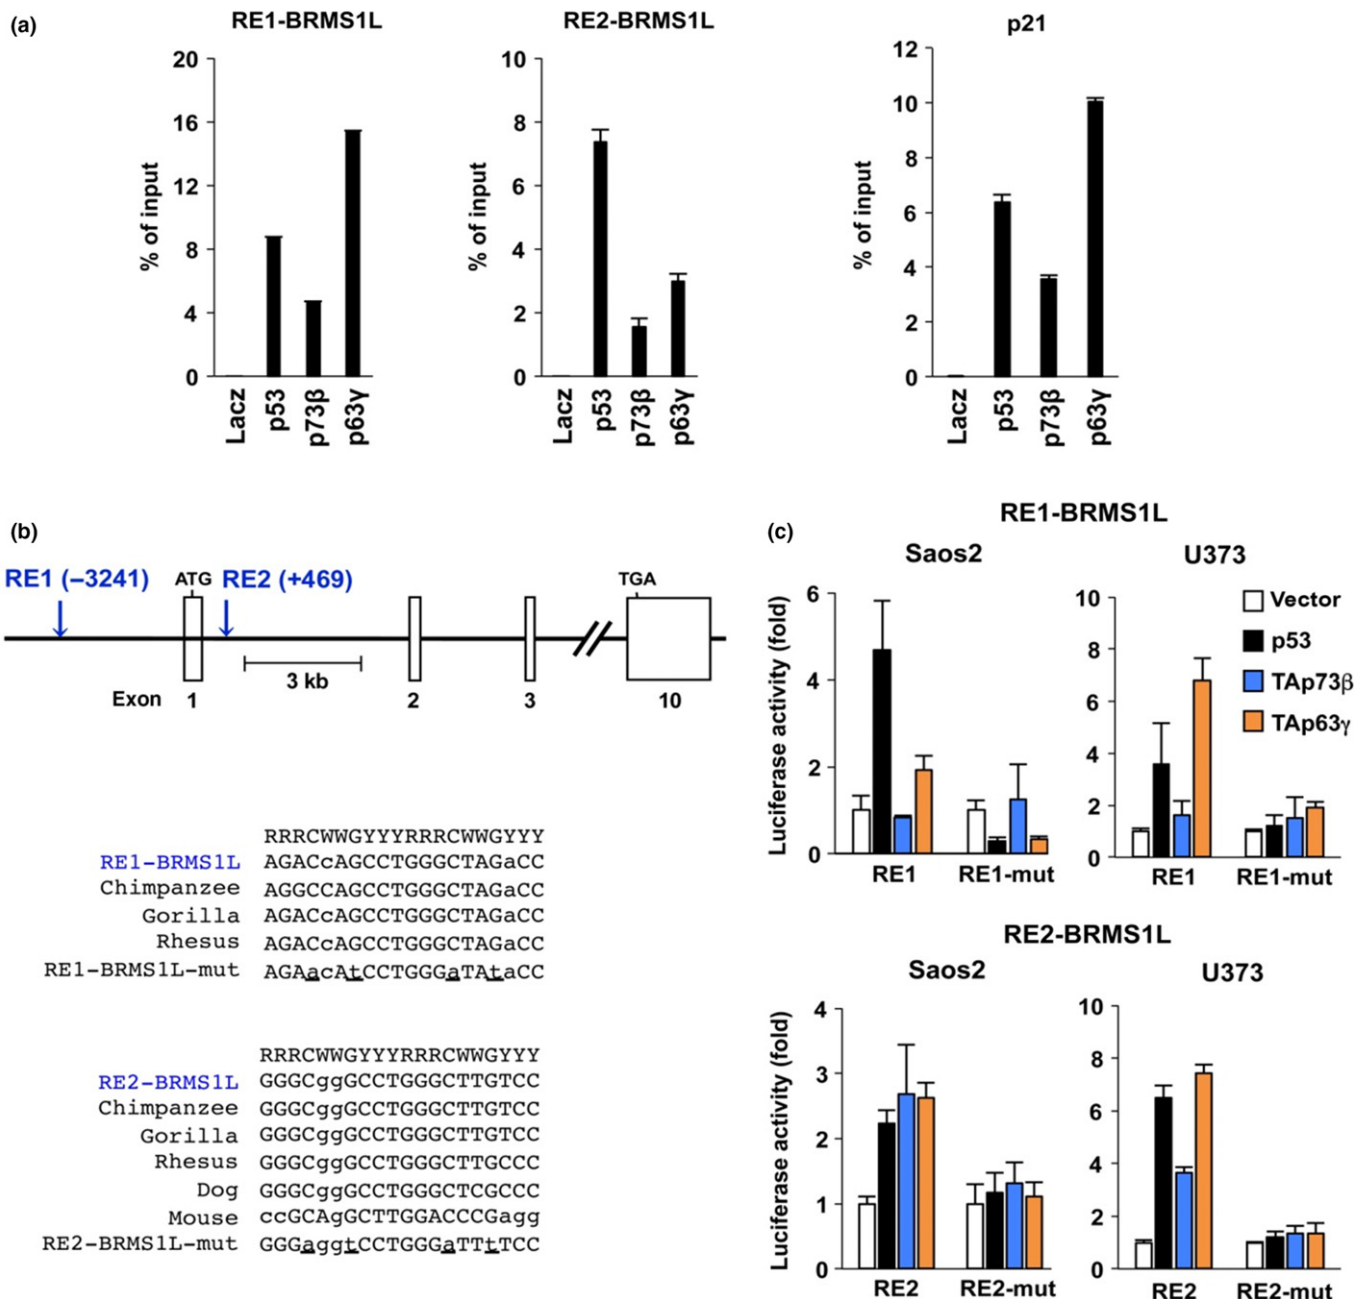 (a)
RE1-BRMS1L
% of input
20
16
12
8
4
0
Lacz
p53
p73β
p63γ
RE2-BRMS1L
% of input
10
8
6
4
2
0
Lacz
p53
p73β
p63γ
p21
% of input
12
10
8
6
4
2
0
Lacz
p53
p73β
p63γ
(b)
RE1 (–3241)
ATG
RE2 (+469)
TGA
3 kb
Exon 1 2 3 10
RRRCWWGYYYRRRCWWGYYY
RE1-BRMS1L AGACcAGCCTGGGCTAGaCC
Chimpanzee AGGCCAGCCTGGGCTAGaCC
Gorilla AGACcAGCCTGGGCTAGaCC
Rhesus AGACcAGCCTGGGCTAGaCC
RE1-BRMS1L-mut AGAacAtCCTGGGaTAtaCC
RRRCWWGYYYRRRCWWGYYY
RE2-BRMS1L GGGCggGCCTGGGCTTGTCC
Chimpanzee GGGCggGCCTGGGCTTGTCC
Gorilla GGGCggGCCTGGGCTTGTCC
Rhesus GGGCggGCCTGGGCTTGCCC
Dog GGGCggGCCTGGGCTCGCCC
Mouse ccGCAgGCTTGGACCCGagg
RE2-BRMS1L-mut GGGaggtCCTGGGaTTtTCC
(c)
RE1-BRMS1L
Saos2
Luciferase activity (fold)
6
4
2
0
RE1 RE1-mut
U373
10
8
6
4
2
0
RE1 RE1-mut
Vector
p53
TAp73β
TAp63γ
RE2-BRMS1L
Saos2
Luciferase activity (fold)
4
3
2
1
0
RE2 RE2-mut
U373
10
8
6
4
2
0
RE2 RE2-mut